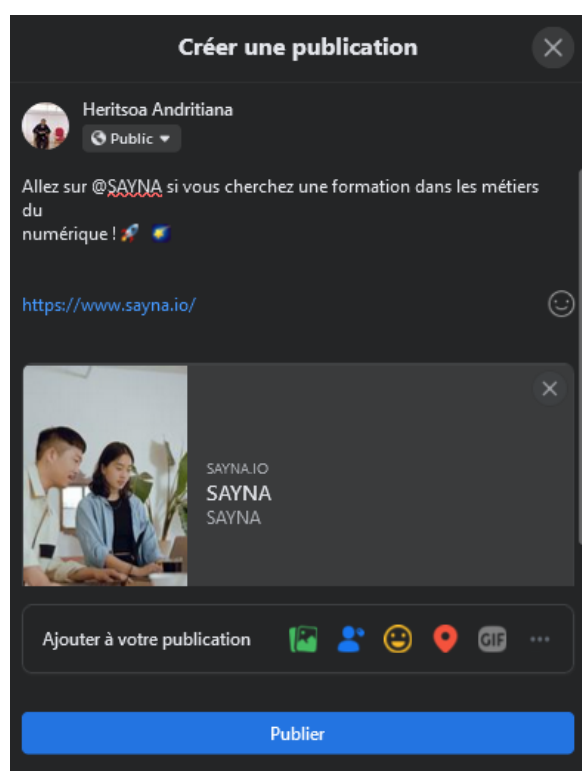 Créer une publication
Heritsoa Andritiana
Public
Allez sur @SAYNA si vous cherchez une formation dans les métiers
du
numérique ! 🚀 🌠
https://www.sayna.io/
SAYNA.IO
SAYNA
SAYNA
Ajouter à votre publication
GIF
Publier